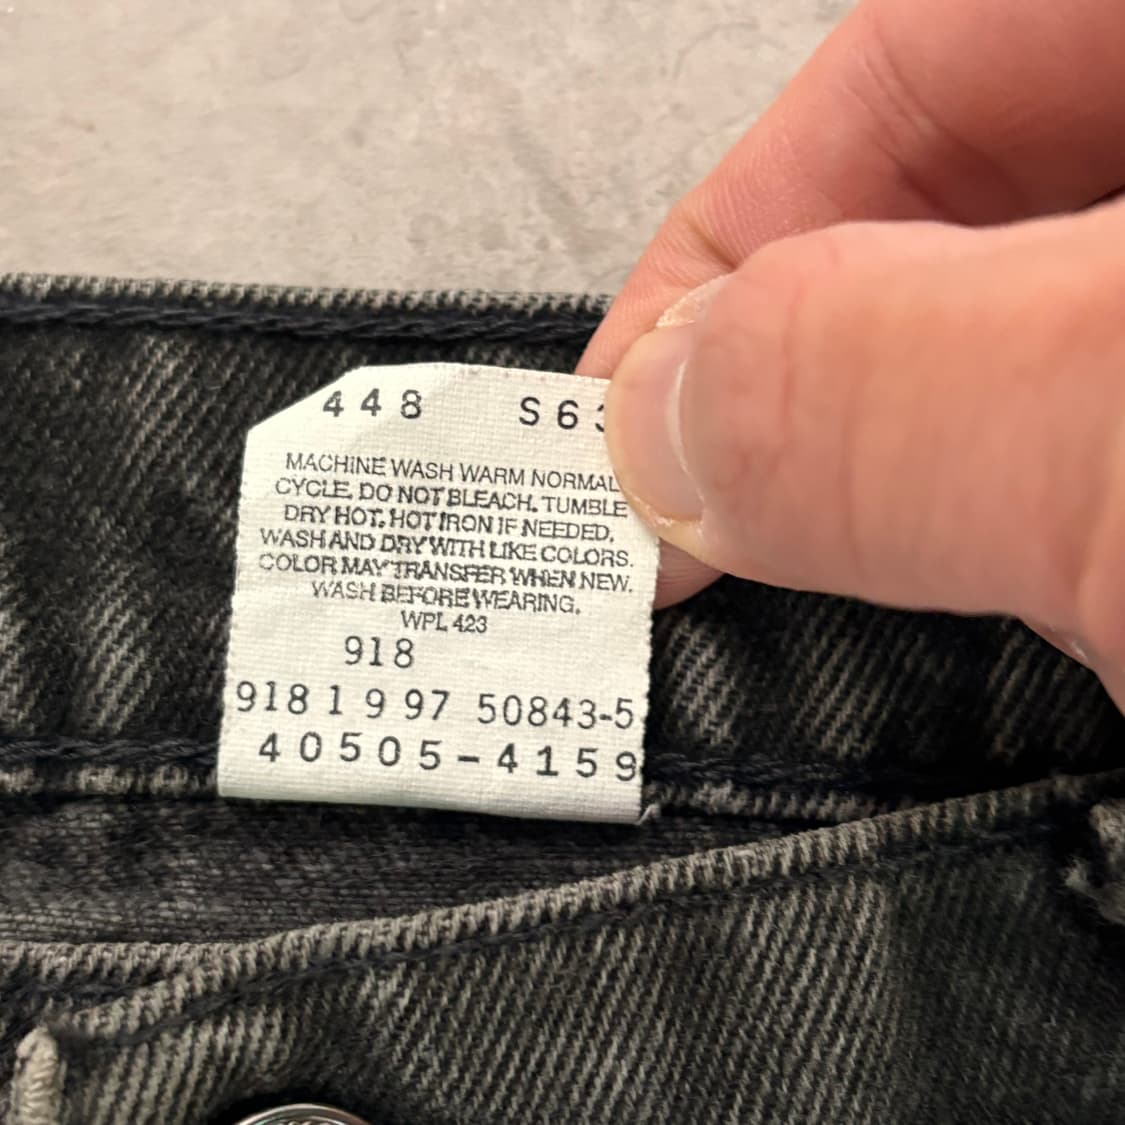 448 S63
MACHINE WASH WARM NORMAL
CYCLE. DO NOT BLEACH. TUMBLE
DRY HOT. HOT IRON IF NEEDED.
WASH AND DRY WITH LIKE COLORS.
COLOR MAY TRANSFER WHEN NEW.
WASH BEFORE WEARING.
WPL 423
918
918 1 9 97 50843-5
40505-4159